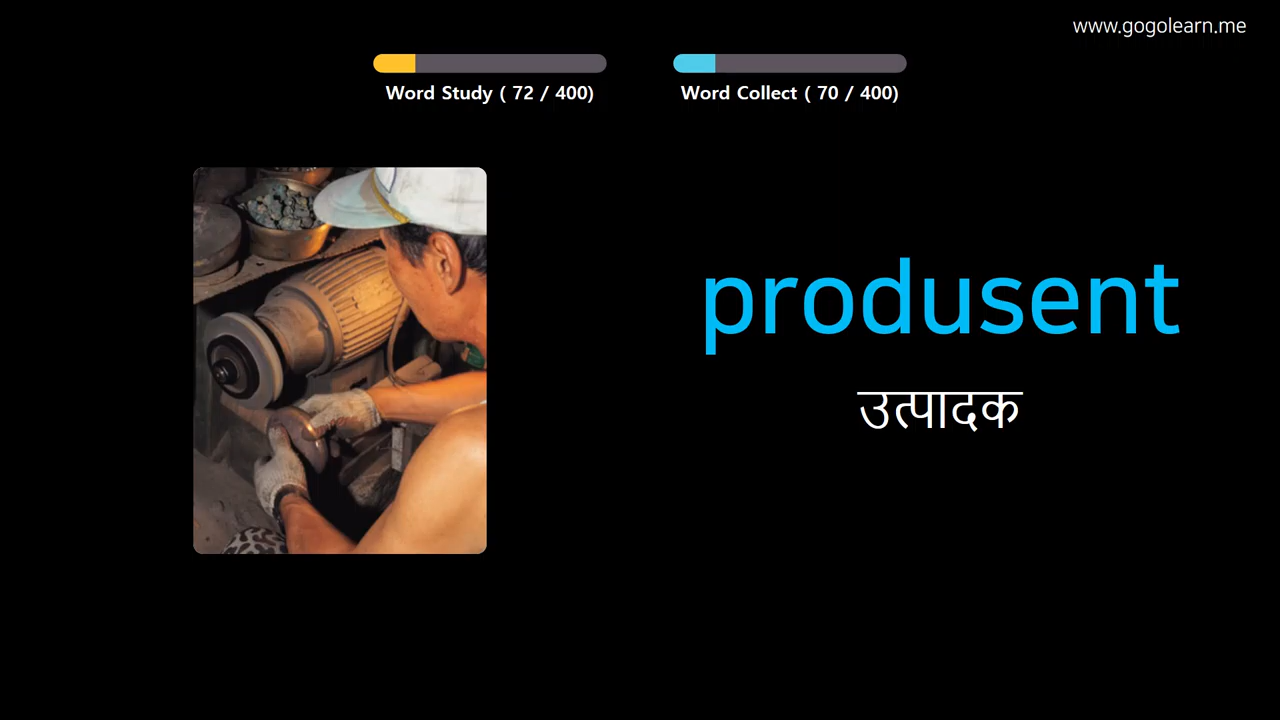 www.gogolearn.me
Word Study ( 72 / 400)
Word Collect ( 70 / 400)
produsent
उत्पादक